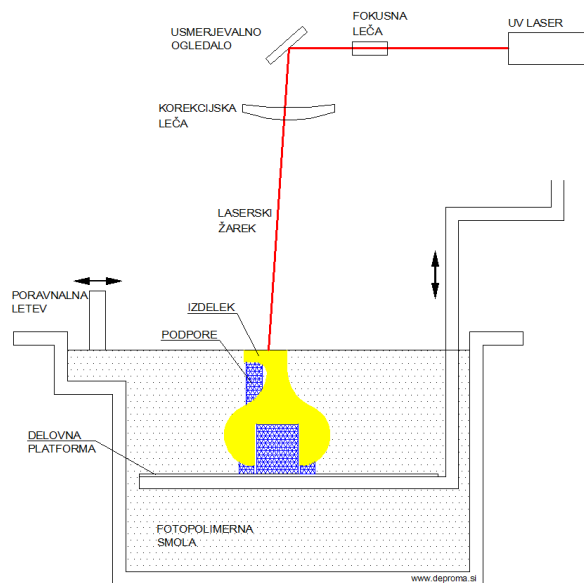 UV LASER
FOKUSNA
LEČA
USMERJEVALNO
OGLEDALO
KOREKCIJSKA
LEČA
LASERSKI
ŽAREK
PORAVNALNA
LETEV
IZDELEK
PODPORE
DELOVNA
PLATFORMA
FOTOPOLIMERNA
SMOLA
www.deproma.si